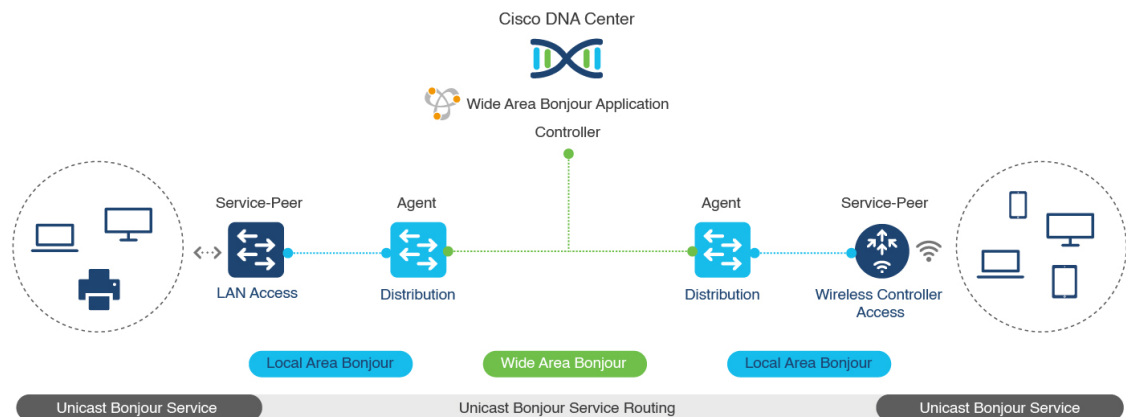 Cisco DNA Center
Wide Area Bonjour Application
Controller
Service-Peer
Agent
Agent
Service-Peer
LAN Access
Distribution
Distribution
Wireless Controller
Access
Local Area Bonjour
Wide Area Bonjour
Local Area Bonjour
Unicast Bonjour Service
Unicast Bonjour Service Routing
Unicast Bonjour Service